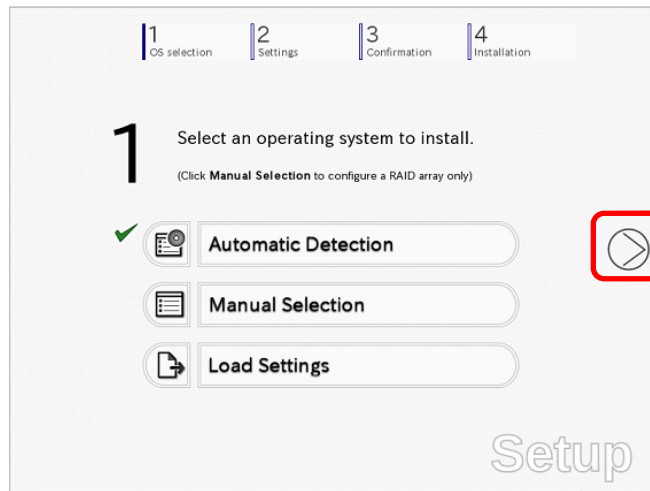 1 2 3 4
OS selection Settings Confirmation Installation
1 Select an operating system to install.
(Click Manual Selection to configure a RAID array only)
Automatic Detection
Manual Selection
Load Settings
Setup